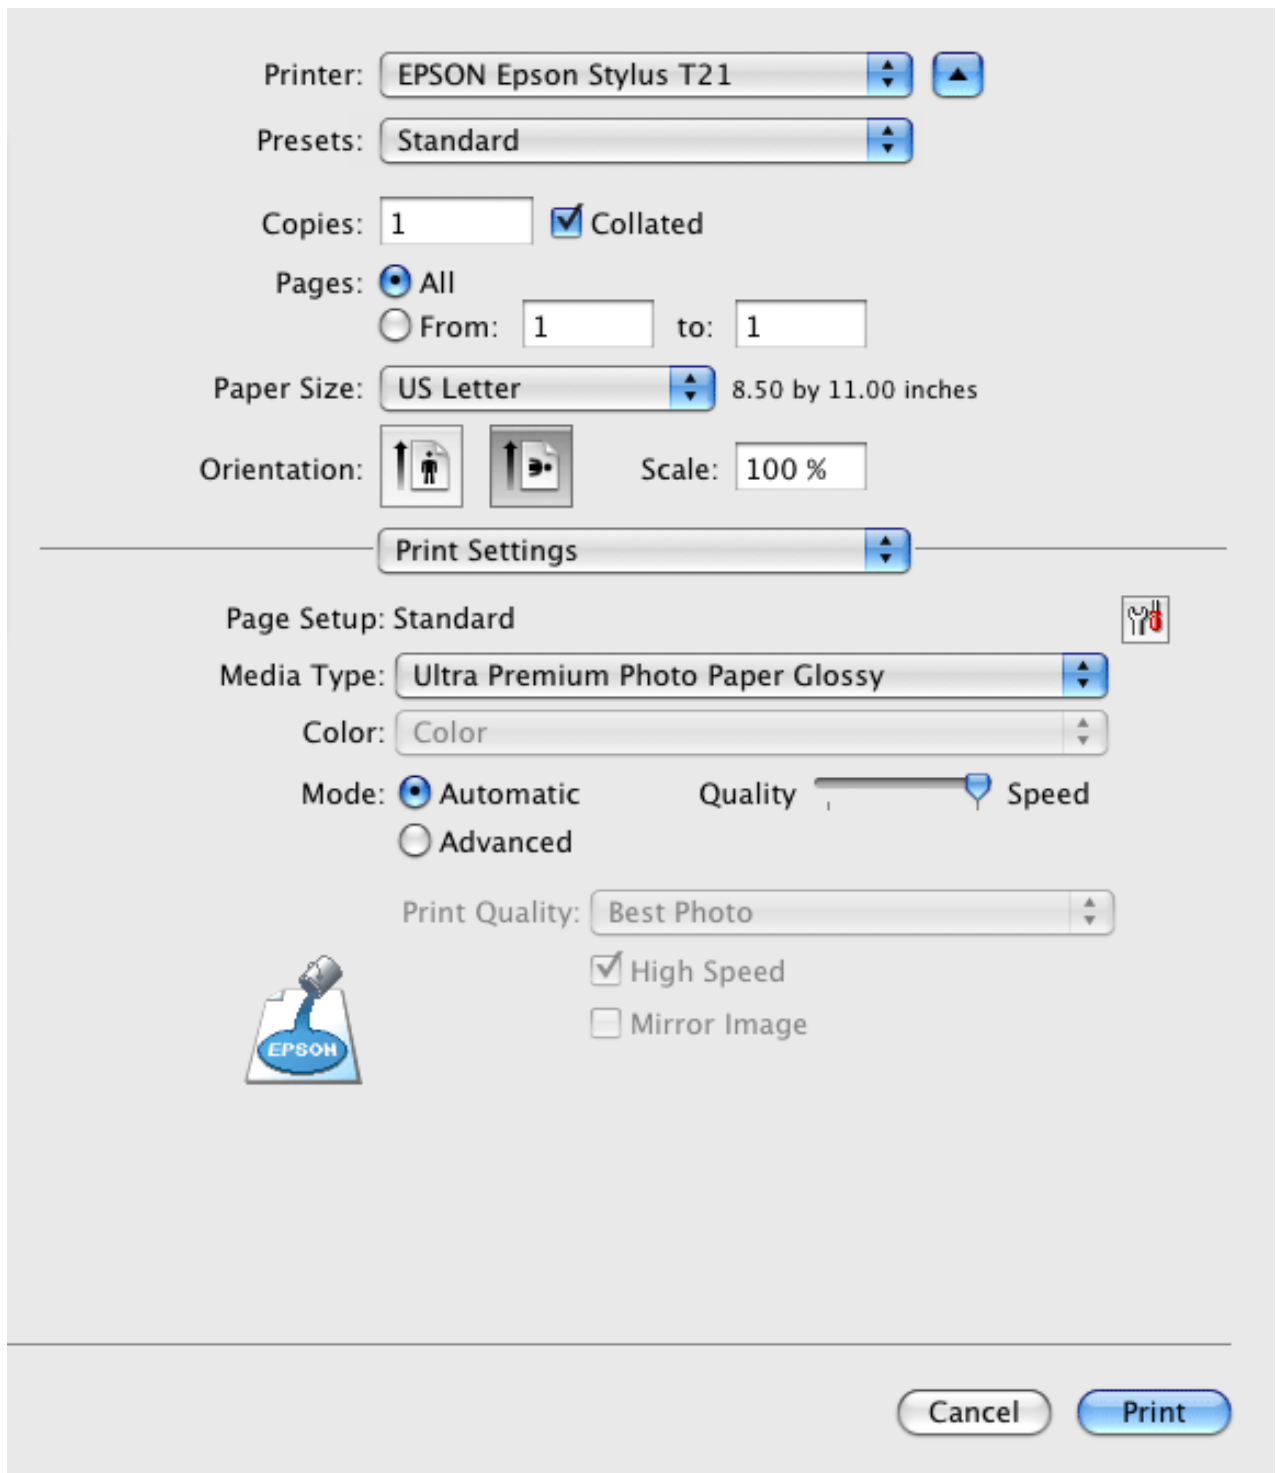 Printer: EPSON Epson Stylus T21
Presets: Standard
Copies: 1 Collated
Pages: All
From: 1 to: 1
Paper Size: US Letter 8.50 by 11.00 inches
Orientation: Scale: 100 %
Print Settings
Page Setup: Standard
Media Type: Ultra Premium Photo Paper Glossy
Color: Color
Mode: Automatic Quality Speed
Advanced
Print Quality: Best Photo
High Speed
Mirror Image
EPSON
Cancel Print